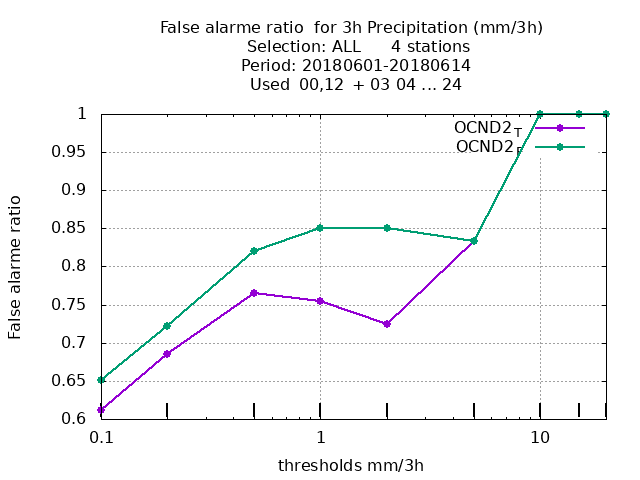 False alarme ratio  for 3h Precipitation (mm/3h)
Selection: ALL      4 stations
Period: 20180601-20180614
Used  00,12  + 03 04 ... 24
OCND2_T
OCND2_F
1
0.95
0.9
0.85
0.8
0.75
0.7
0.65
0.6
False alarme ratio
0.1
1
10
thresholds mm/3h